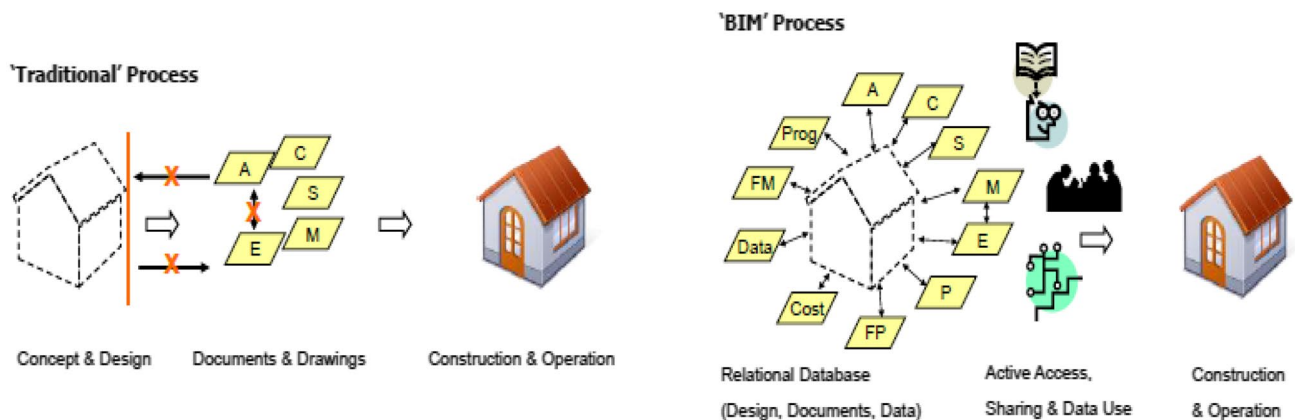 'Traditional' Process
A
C
S
E
M
X
X
X
Concept & Design
Documents & Drawings
Construction & Operation
'BIM' Process
A
C
Prog
S
FM
M
Data
E
Cost
P
FP
Relational Database
(Design, Documents, Data)
Active Access,
Sharing & Data Use
Construction
& Operation